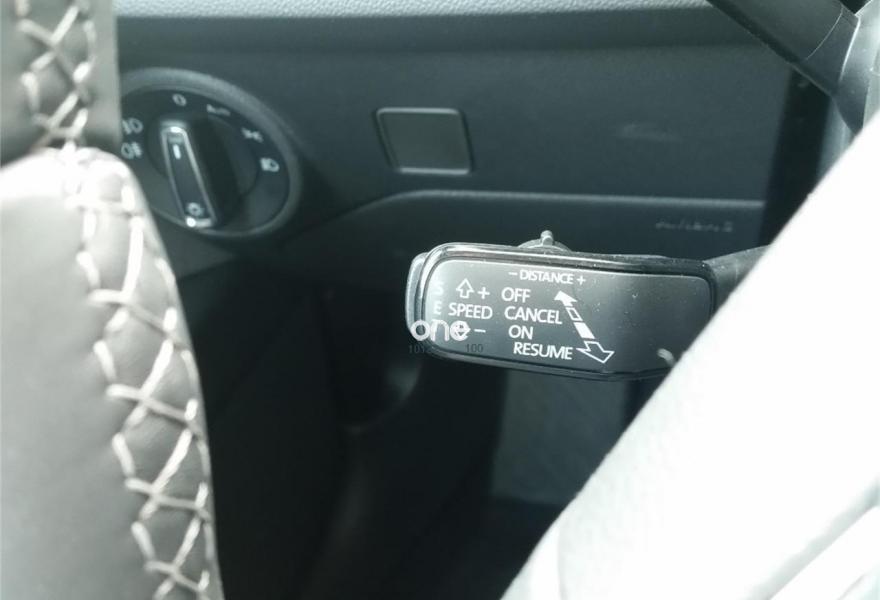 - DISTANCE +
+ OFF
SPEED CANCEL
- ON
RESUME
one
100